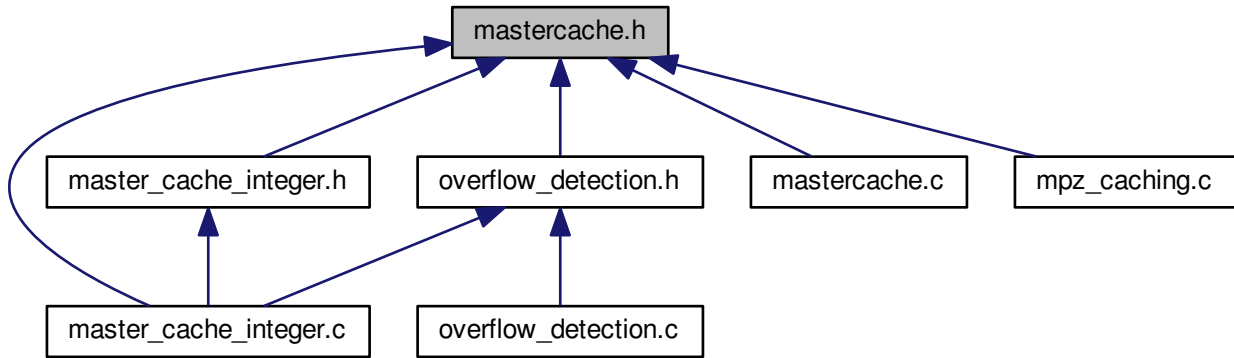 mastercache.h
master_cache_integer.h
overflow_detection.h
mastercache.c
mpz_caching.c
master_cache_integer.c
overflow_detection.c